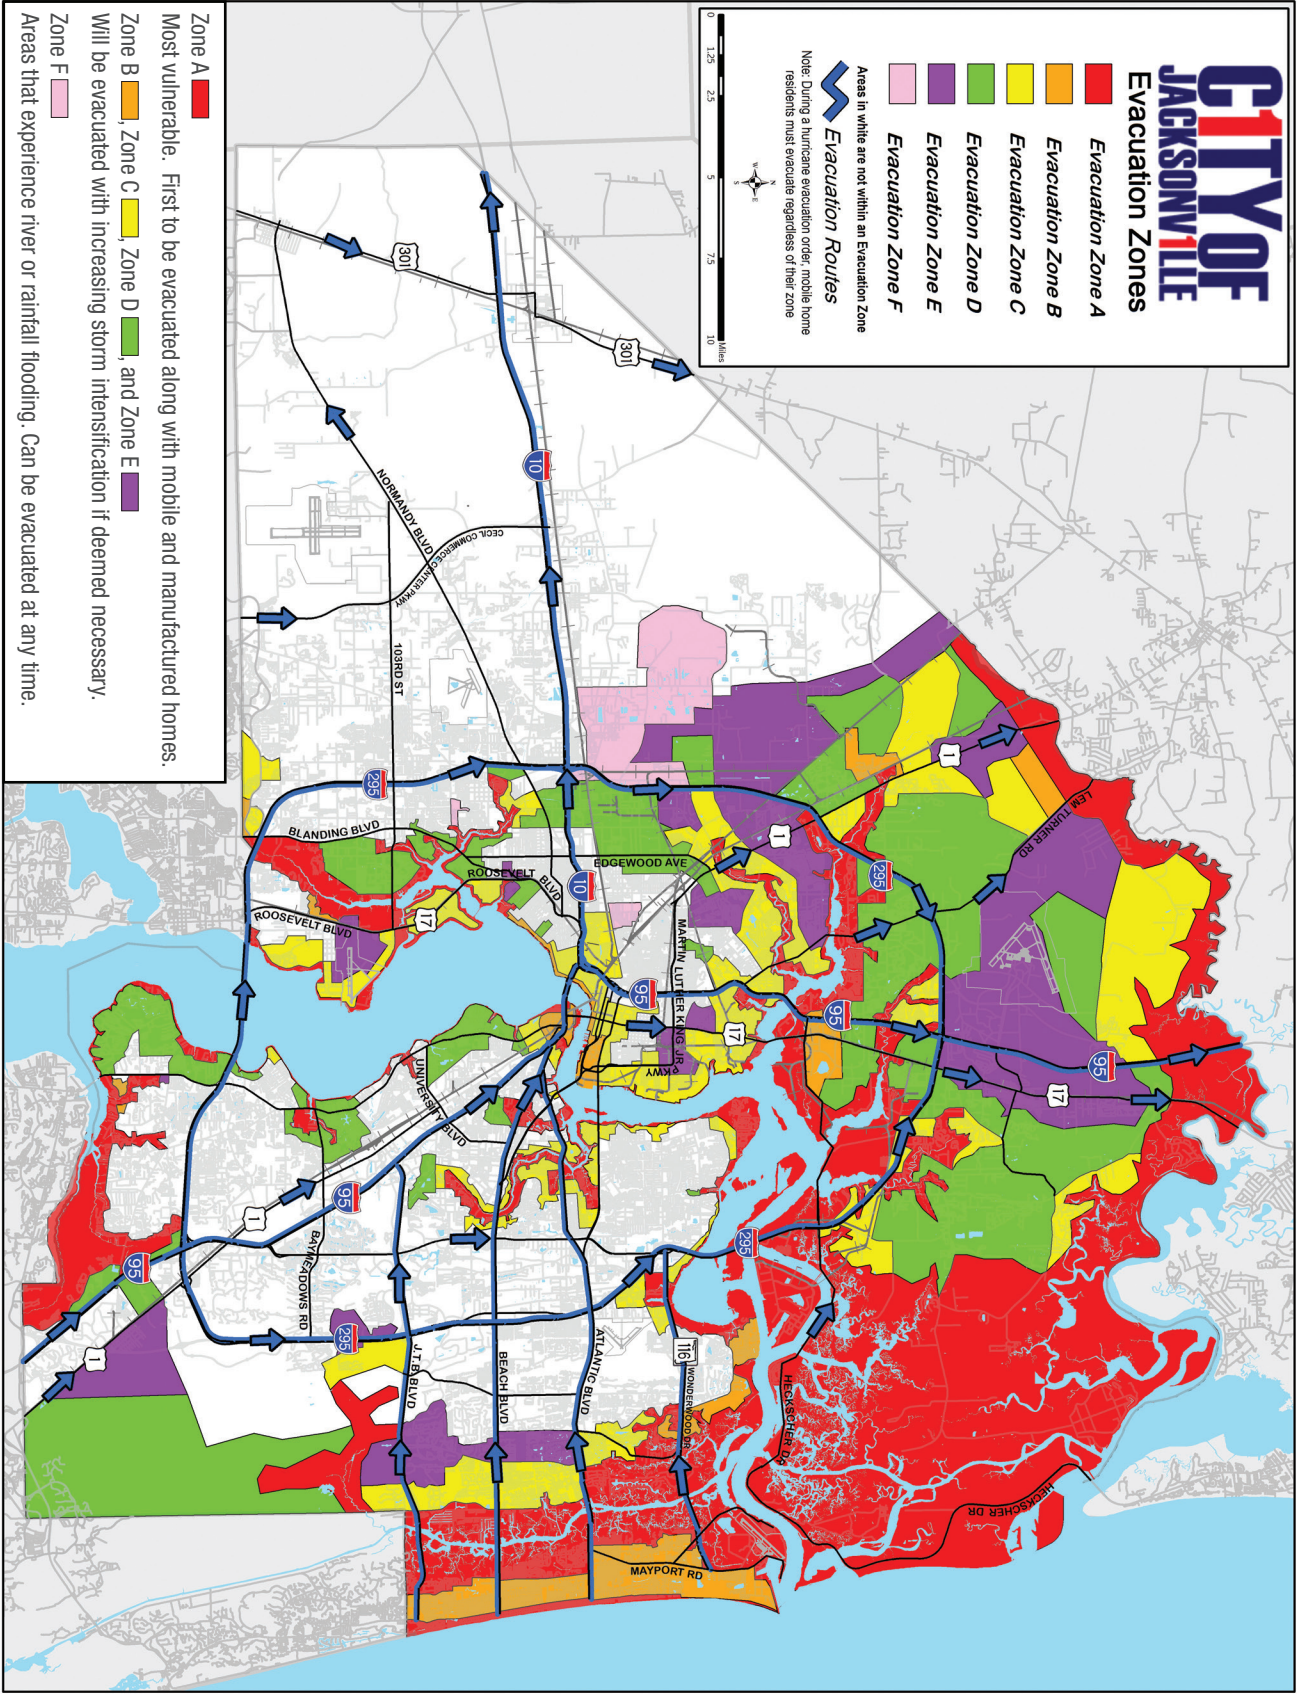 C1TY OF
JACKSONV1LLE
Evacuation Zones
Evacuation Zone A
Evacuation Zone B
Evacuation Zone C
Evacuation Zone D
Evacuation Zone E
Evacuation Zone F
Areas in white are not within an Evacuation Zone
Evacuation Routes
Note: During a hurricane evacuation order, mobile home
residents must evacuate regardless of their zone
N
W E
S
0 1.25 2.5 5 7.5 10
Miles
Zone A
Most vulnerable. First to be evacuated along with mobile and manufactured homes.
Zone B , Zone C , Zone D , and Zone E
Will be evacuated with increasing storm intensification if deemed necessary.
Zone F
Areas that experience river or rainfall flooding. Can be evacuated at any time.
301
301
10
NORMANDY BLVD
CECIL COMMERCE CENTER PKWY
103RD ST
295
BLANDING BLVD
ROOSEVELT BLVD
17
ROOSEVELT BLVD
EDGEWOOD AVE
10
1
1
LEM TURNER RD
295
MARTIN LUTHER KING JR PKWY
95
17
95
95
17
UNIVERSITY BLVD
95
1
BAYMEADOWS RD
95
1
295
J.T.B. BLVD
BEACH BLVD
ATLANTIC BLVD
295
116
WONDERWOOD DR
HECKSCHER DR
HECKSCHER DR
MAYPORT RD